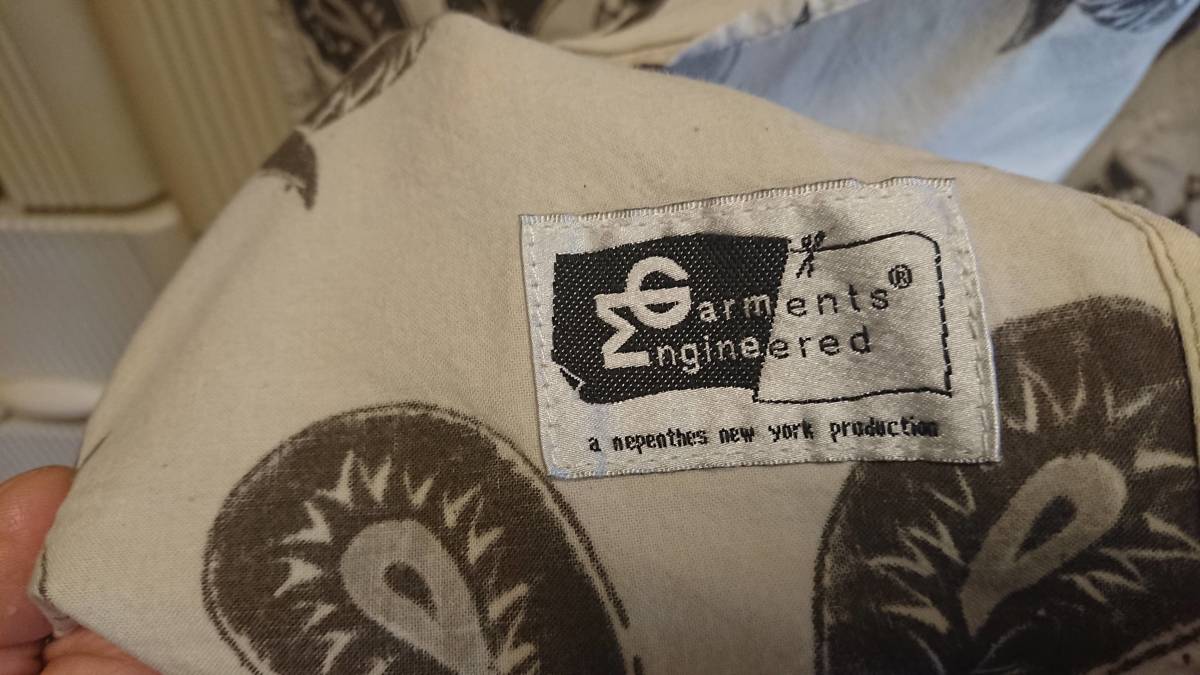 Garments®
Engineered
a nepenthes new york production